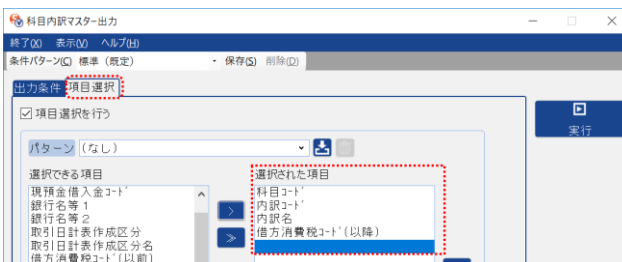 科目内訳マスター出力
終了(X) 表示(V) ヘルプ(H)
条件パターン(C) 標準（既定） 保存(S) 削除(D)
出力条件 項目選択
項目選択を行う
実行
パターン (なし)
選択できる項目
現預金借入金ｺｰﾄﾞ
銀行名等１
銀行名等２
取引日計表作成区分
取引日計表作成区分名
借方消費税ｺｰﾄﾞ(以前)
選択された項目
科目ｺｰﾄﾞ
内訳ｺｰﾄﾞ
内訳名
借方消費税ｺｰﾄﾞ(以降)